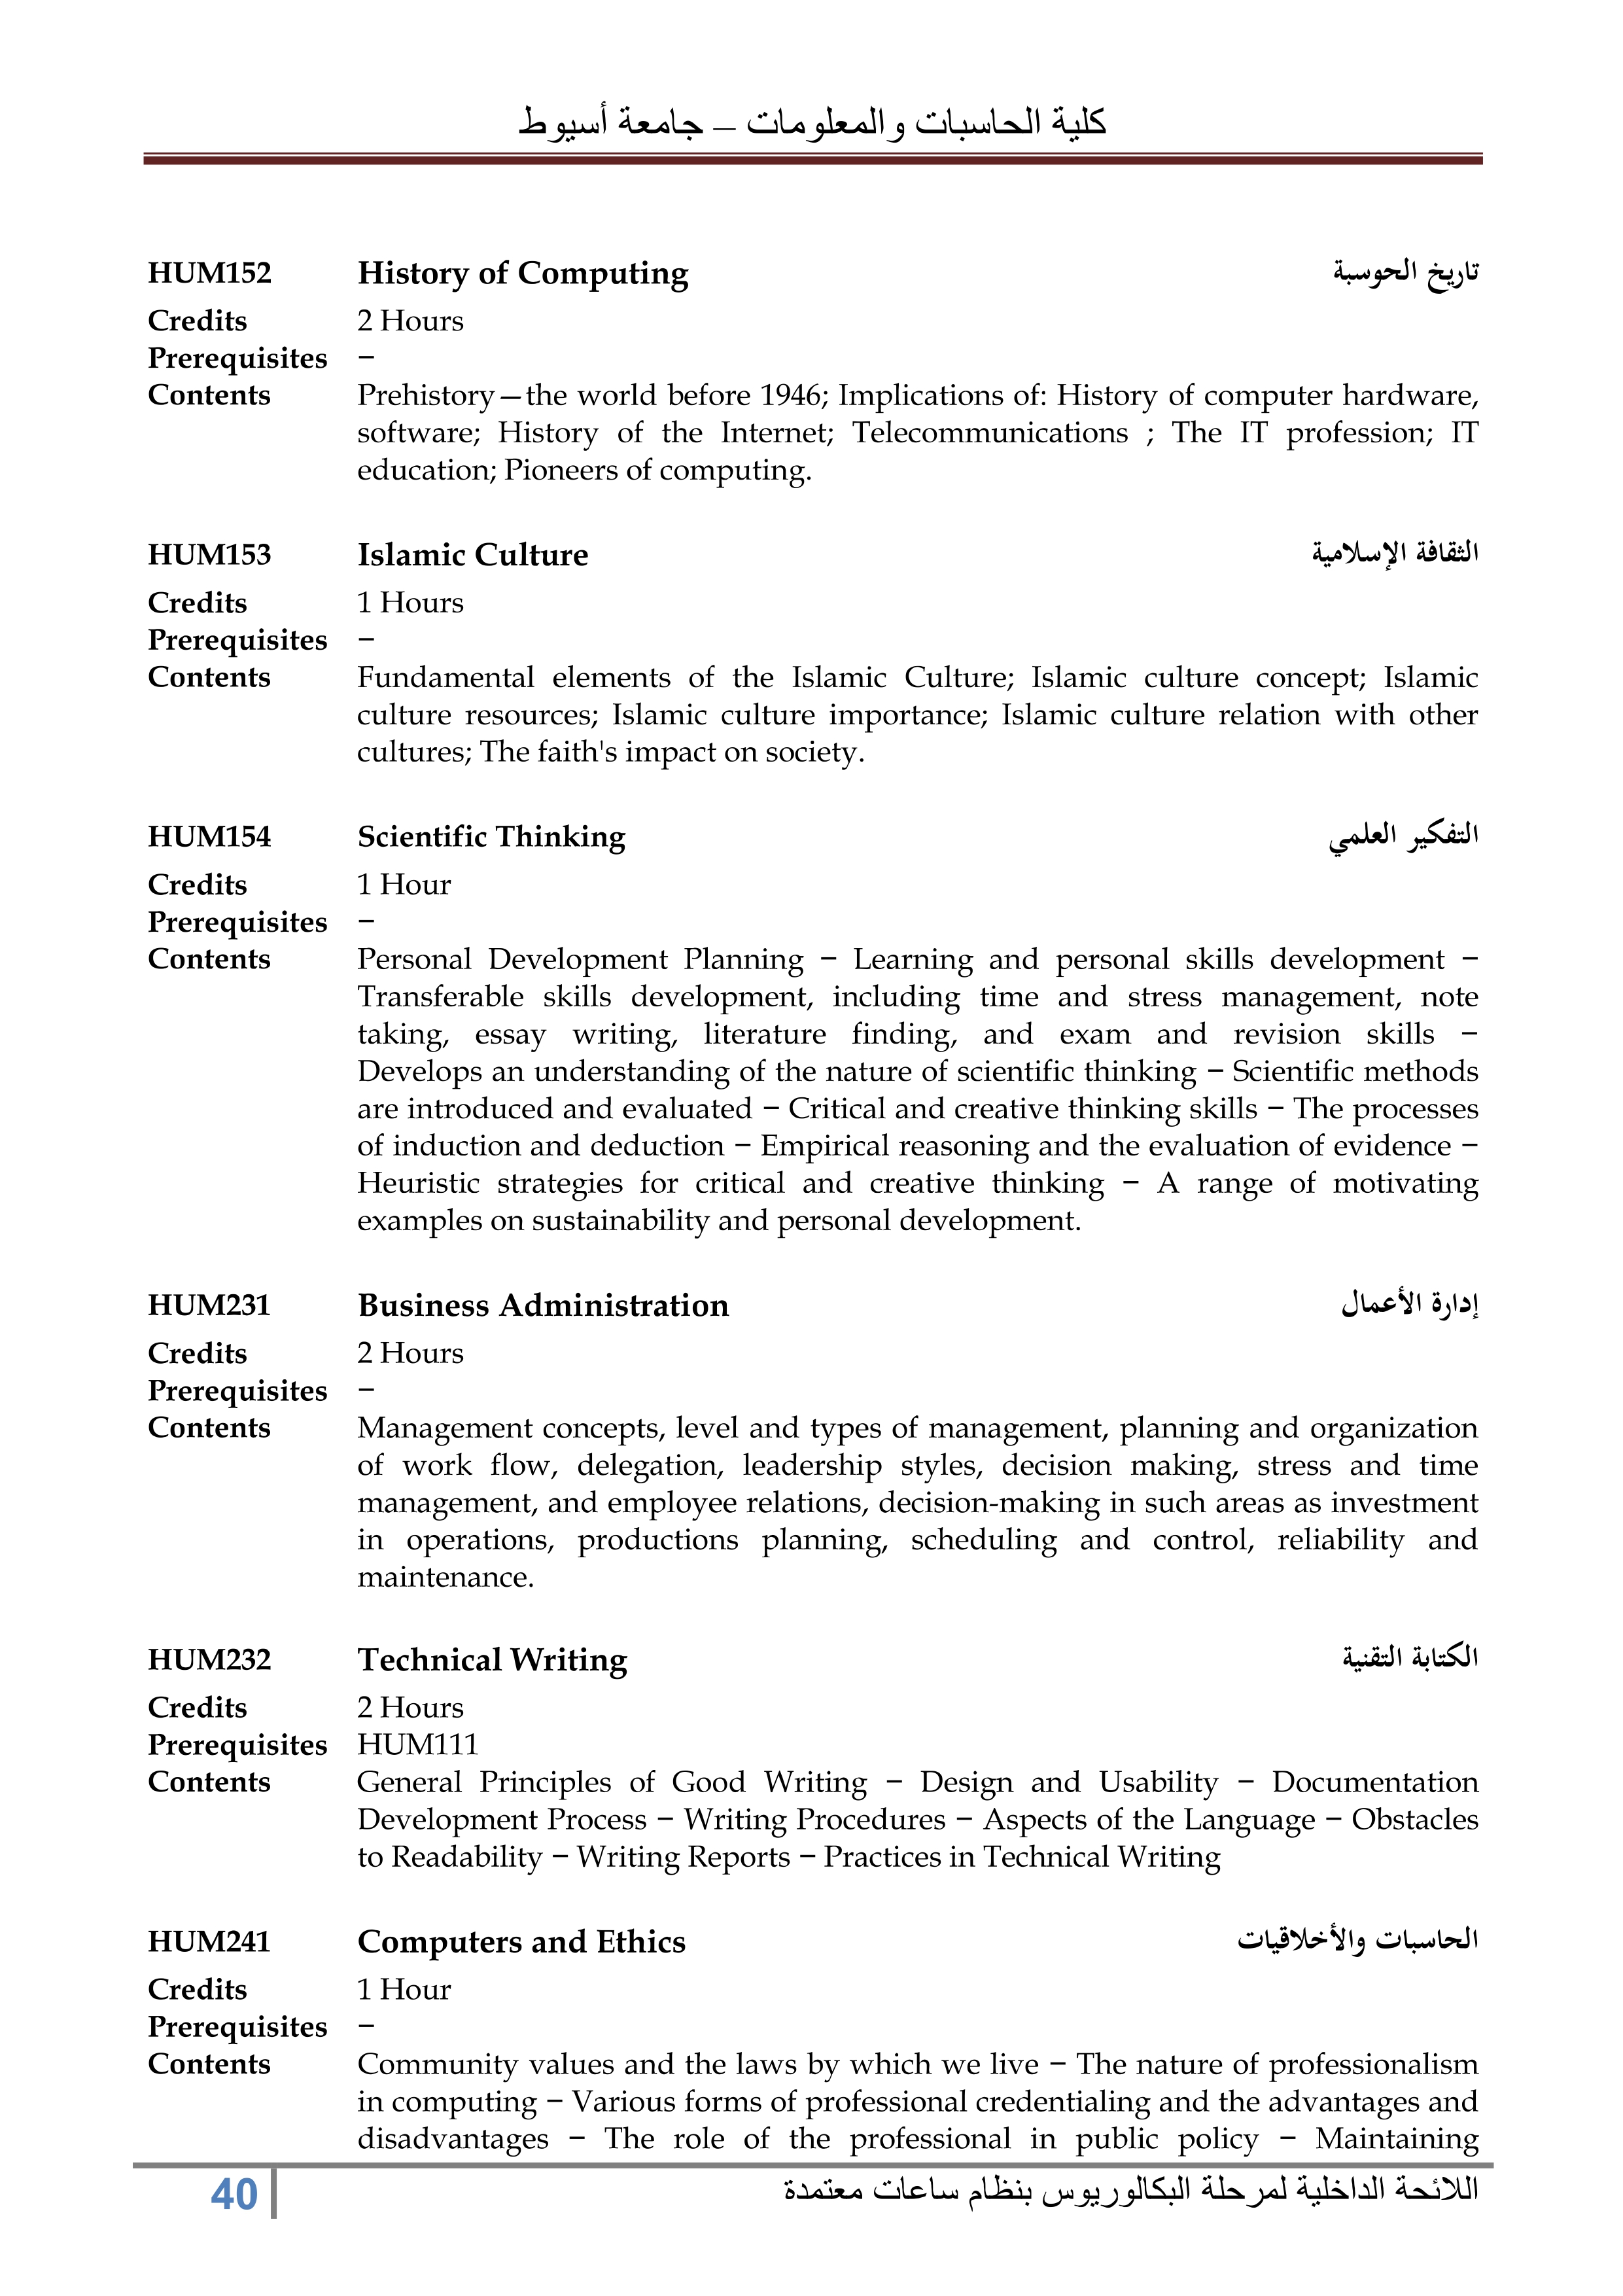 كلية الحاسبات والمعلومات – جامعة أسيوط
HUM152 History of Computing تاريخ الحوسبة
Credits 2 Hours
Prerequisites −
Contents Prehistory—the world before 1946; Implications of: History of computer hardware,
software; History of the Internet; Telecommunications ; The IT profession; IT
education; Pioneers of computing.
HUM153 Islamic Culture الثقافة الإسلامية
Credits 1 Hours
Prerequisites −
Contents Fundamental elements of the Islamic Culture; Islamic culture concept; Islamic
culture resources; Islamic culture importance; Islamic culture relation with other
cultures; The faith's impact on society.
HUM154 Scientific Thinking التفكير العلمي
Credits 1 Hour
Prerequisites −
Contents Personal Development Planning − Learning and personal skills development −
Transferable skills development, including time and stress management, note
taking, essay writing, literature finding, and exam and revision skills −
Develops an understanding of the nature of scientific thinking − Scientific methods
are introduced and evaluated − Critical and creative thinking skills − The processes
of induction and deduction − Empirical reasoning and the evaluation of evidence −
Heuristic strategies for critical and creative thinking − A range of motivating
examples on sustainability and personal development.
HUM231 Business Administration إدارة الأعمال
Credits 2 Hours
Prerequisites −
Contents Management concepts, level and types of management, planning and organization
of work flow, delegation, leadership styles, decision making, stress and time
management, and employee relations, decision-making in such areas as investment
in operations, productions planning, scheduling and control, reliability and
maintenance.
HUM232 Technical Writing الكتابة التقنية
Credits 2 Hours
Prerequisites HUM111
Contents General Principles of Good Writing − Design and Usability − Documentation
Development Process − Writing Procedures − Aspects of the Language − Obstacles
to Readability − Writing Reports − Practices in Technical Writing
HUM241 Computers and Ethics الحاسبات والأخلاقيات
Credits 1 Hour
Prerequisites −
Contents Community values and the laws by which we live − The nature of professionalism
in computing − Various forms of professional credentialing and the advantages and
disadvantages − The role of the professional in public policy − Maintaining
اللائحة الداخلية لمرحلة البكالوريوس بنظام ساعات معتمدة 40